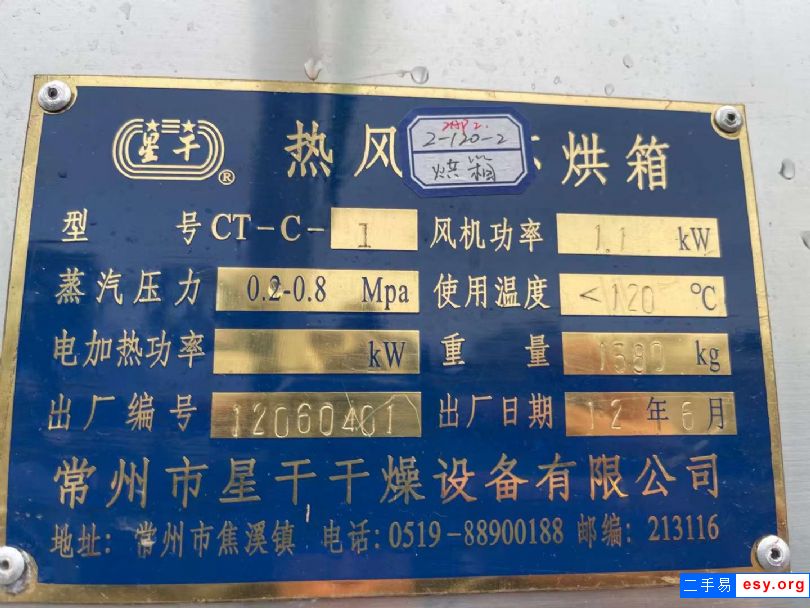 星干® 热风 烘箱
2-120-2
烘箱
型 号 CT-C-1 风机功率 1.1 kW
蒸汽压力 0.2-0.8 Mpa 使用温度 <120 ℃
电加热功率 kW 重 量 1580 kg
出厂编号 12060401 出厂日期 12 年 6 月
常州市星干干燥设备有限公司
地址: 常州市焦溪镇 电话: 0519-88900188 邮编: 213116
二手易 esy.org